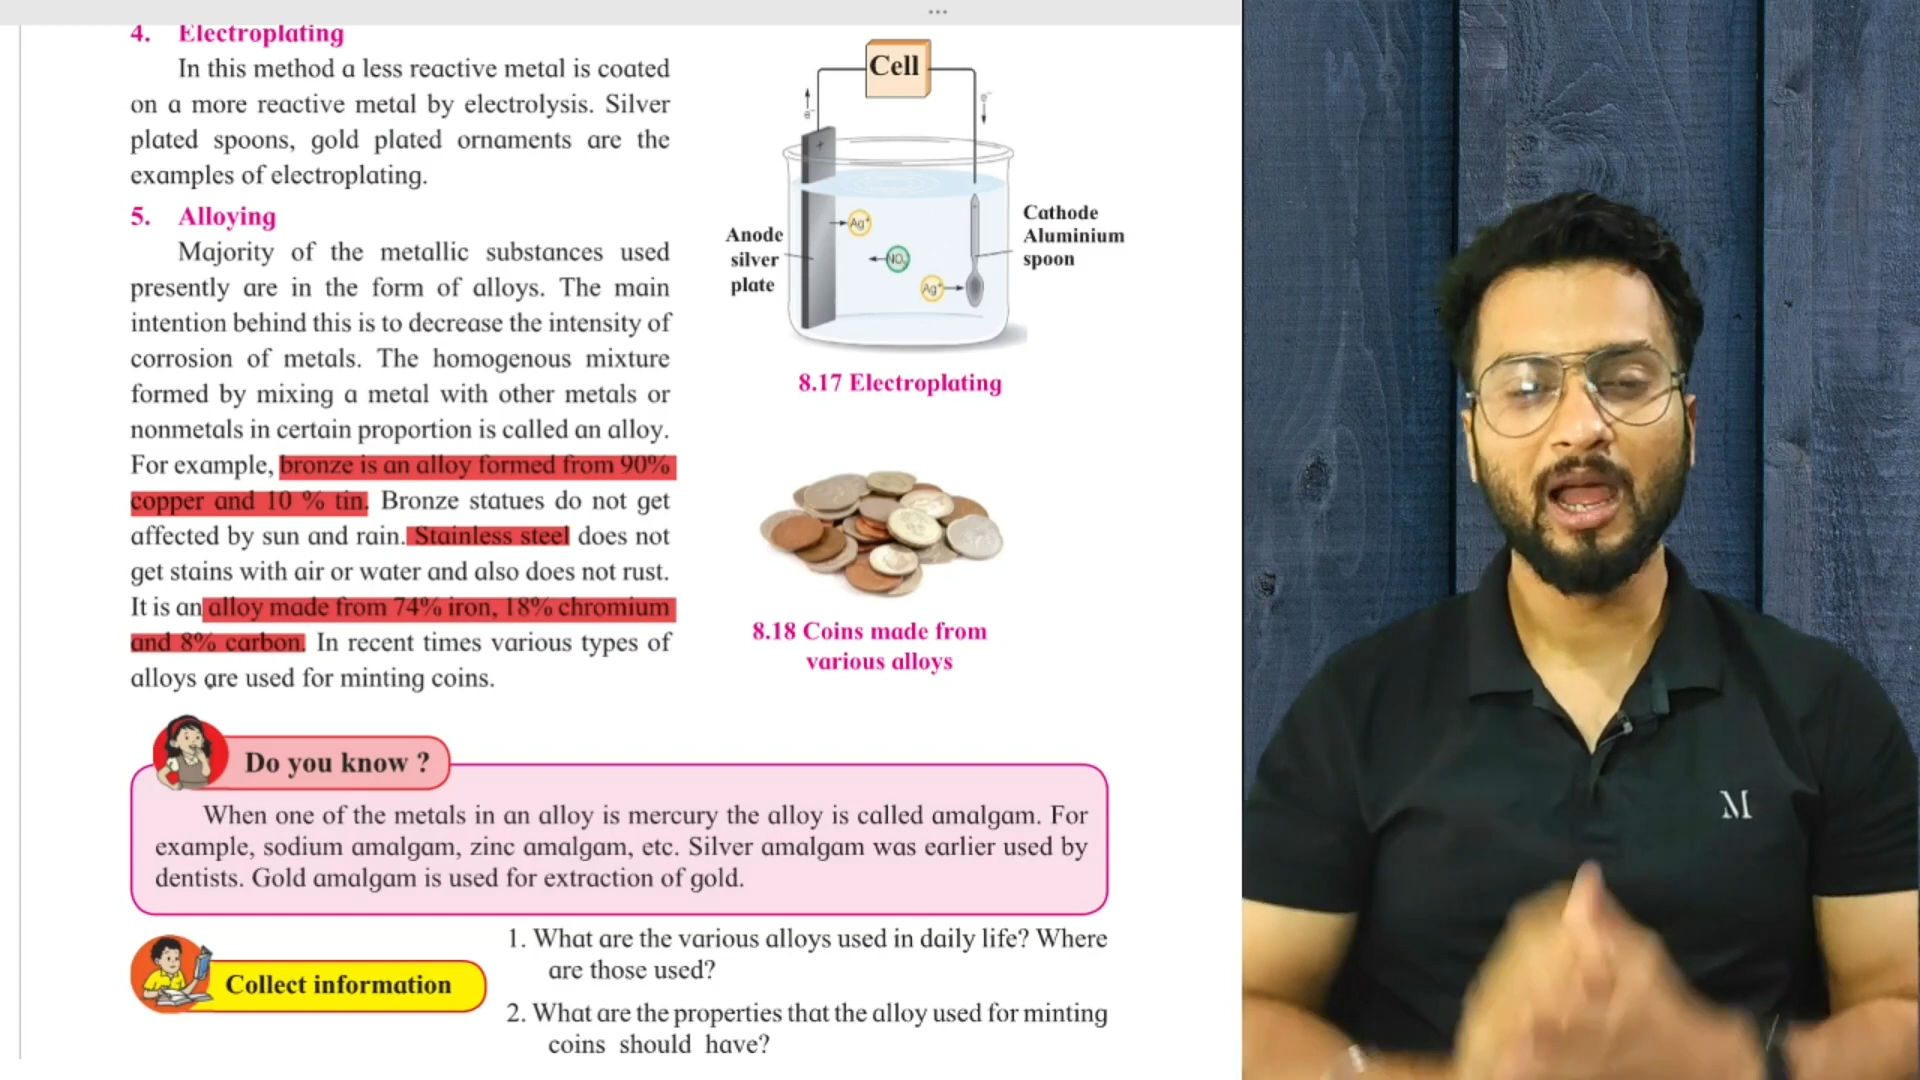 4. Electroplating
In this method a less reactive metal is coated
on a more reactive metal by electrolysis. Silver
plated spoons, gold plated ornaments are the
examples of electroplating.
5. Alloying
Majority of the metallic substances used
presently are in the form of alloys. The main
intention behind this is to decrease the intensity of
corrosion of metals. The homogenous mixture
formed by mixing a metal with other metals or
nonmetals in certain proportion is called an alloy.
For example, bronze is an alloy formed from 90%
copper and 10 % tin. Bronze statues do not get
affected by sun and rain. Stainless steel does not
get stains with air or water and also does not rust.
It is an alloy made from 74% iron, 18% chromium
and 8% carbon. In recent times various types of
alloys are used for minting coins.
Cell
e⁻
e⁻
+
Ag⁺
NO₃
Ag⁺
Anode
silver
plate
Cathode
Aluminium
spoon
8.17 Electroplating
8.18 Coins made from
various alloys
Do you know ?
When one of the metals in an alloy is mercury the alloy is called amalgam. For
example, sodium amalgam, zinc amalgam, etc. Silver amalgam was earlier used by
dentists. Gold amalgam is used for extraction of gold.
Collect information
1. What are the various alloys used in daily life? Where
are those used?
2. What are the properties that the alloy used for minting
coins should have?
M